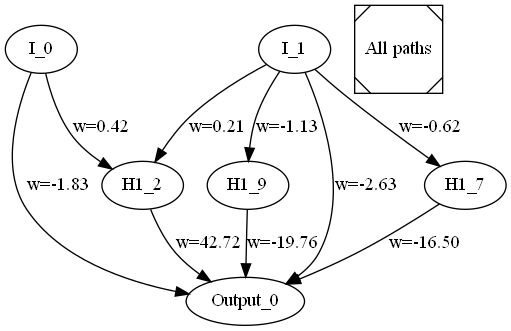 I_0
I_1
All paths
w=0.42
w=0.21
w=-1.13
w=-0.62
w=-1.83
H1_2
H1_9
w=-2.63
H1_7
w=42.72
w=-19.76
w=-16.50
Output_0